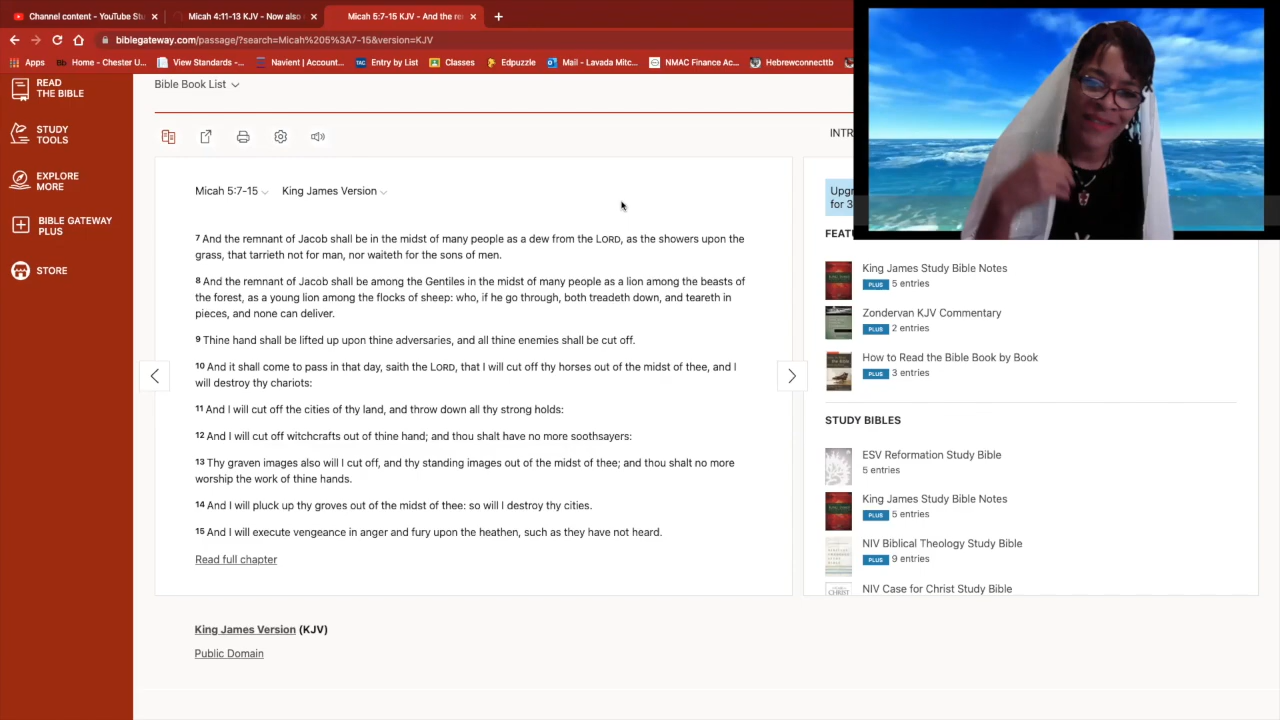 Channel content - YouTube Stu
Micah 4:11-13 KJV - Now also
Micah 5:7-15 KJV - And the re
biblegateway.com/passage/?search=Micah%205%3A7-15&version=KJV
Apps
Home - Chester U...
View Standards -...
Navient | Account...
Entry by List
Classes
Edpuzzle
Mail - Lavada Mitc...
NMAC Finance Ac...
Hebrewconnecttb
READ
THE BIBLE
STUDY
TOOLS
EXPLORE
MORE
BIBLE GATEWAY
PLUS
STORE
Bible Book List
INTR
Micah 5:7-15
King James Version
7 And the remnant of Jacob shall be in the midst of many people as a dew from the LORD, as the showers upon the
grass, that tarrieth not for man, nor waiteth for the sons of men.
8 And the remnant of Jacob shall be among the Gentiles in the midst of many people as a lion among the beasts of
the forest, as a young lion among the flocks of sheep: who, if he go through, both treadeth down, and teareth in
pieces, and none can deliver.
9 Thine hand shall be lifted up upon thine adversaries, and all thine enemies shall be cut off.
10 And it shall come to pass in that day, saith the LORD, that I will cut off thy horses out of the midst of thee, and I
will destroy thy chariots:
11 And I will cut off the cities of thy land, and throw down all thy strong holds:
12 And I will cut off witchcrafts out of thine hand; and thou shalt have no more soothsayers:
13 Thy graven images also will I cut off, and thy standing images out of the midst of thee; and thou shalt no more
worship the work of thine hands.
14 And I will pluck up thy groves out of the midst of thee: so will I destroy thy cities.
15 And I will execute vengeance in anger and fury upon the heathen, such as they have not heard.
Read full chapter
King James Version (KJV)
Public Domain
Upgr
for 3
FEAT
King James Study Bible Notes
PLUS 5 entries
Zondervan KJV Commentary
PLUS 2 entries
How to Read the Bible Book by Book
PLUS 3 entries
STUDY BIBLES
ESV Reformation Study Bible
5 entries
King James Study Bible Notes
PLUS 5 entries
NIV Biblical Theology Study Bible
PLUS 9 entries
NIV Case for Christ Study Bible